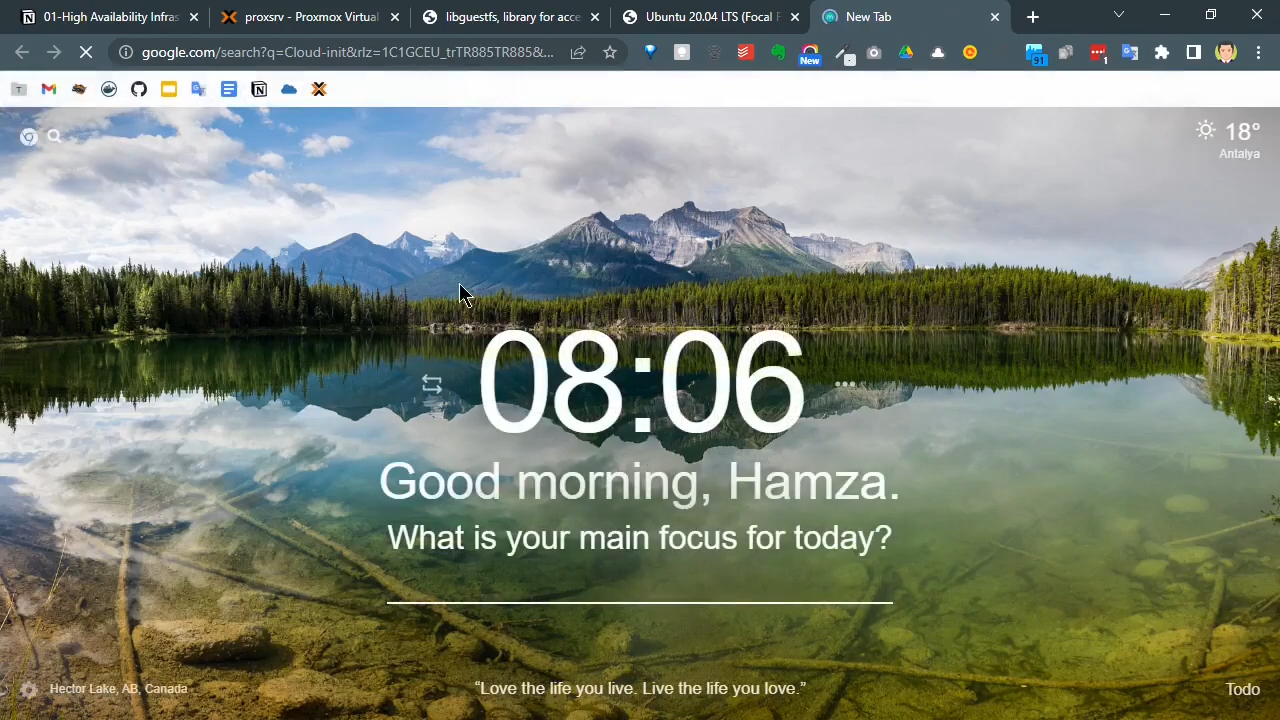 01-High Availability Infras
proxsrv - Proxmox Virtual
libguestfs, library for acce
Ubuntu 20.04 LTS (Focal F
New Tab
google.com/search?q=Cloud-init&rlz=1C1GCEU_trTR885TR885&...
New
91
1
T
18°
Antalya
08:06
Good morning, Hamza.
What is your main focus for today?
Hector Lake, AB, Canada
“Love the life you live. Live the life you love.”
Todo